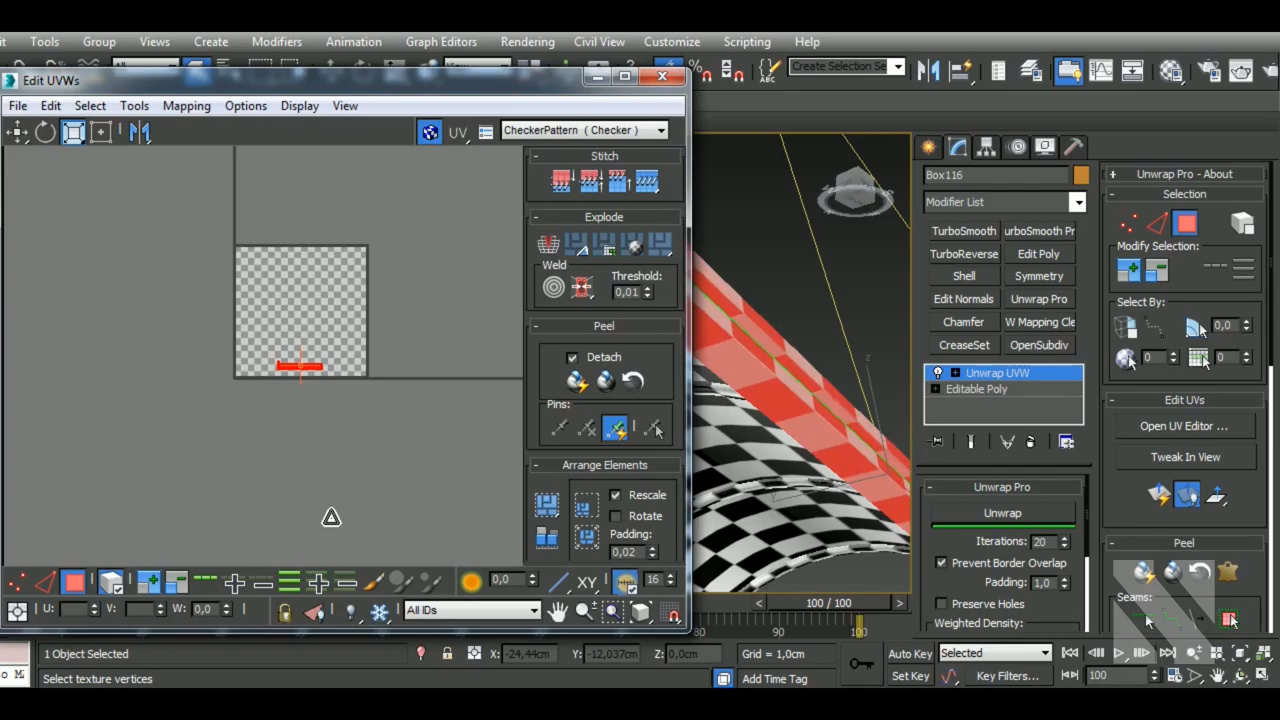 it Tools Group Views Create Modifiers Animation Graph Editors Rendering Civil View Customize Scripting Help
Create Selection Se
ABC
Edit UVWs
File Edit Select Tools Mapping Options Display View
UV
CheckerPattern ( Checker )
Stitch
Explode
Weld
Threshold:
0,01
Peel
Detach
Pins:
Arrange Elements
Rescale
Rotate
Padding:
0,02
0,0
XY
16
U:
V:
W: 0,0
All IDs
80
90
100
100 / 100
z
Box116
Modifier List
TurboSmooth
urboSmooth Pr
TurboReverse
Edit Poly
Shell
Symmetry
Edit Normals
Unwrap Pro
Chamfer
W Mapping Cle
CreaseSet
OpenSubdiv
Unwrap UVW
Editable Poly
Unwrap Pro
Unwrap
Iterations: 20
Prevent Border Overlap
Padding: 1,0
Preserve Holes
Weighted Density:
Unwrap Pro - About
Selection
Modify Selection:
Select By:
0,0
0
0
Edit UVs
Open UV Editor ...
Tweak In View
Peel
Seams:
1 Object Selected
X: -24,44cm
Y: -12,037cm
Z: 0,0cm
Grid = 1,0cm
Auto Key
Selected
Select texture vertices
Add Time Tag
Set Key
Key Filters...
100